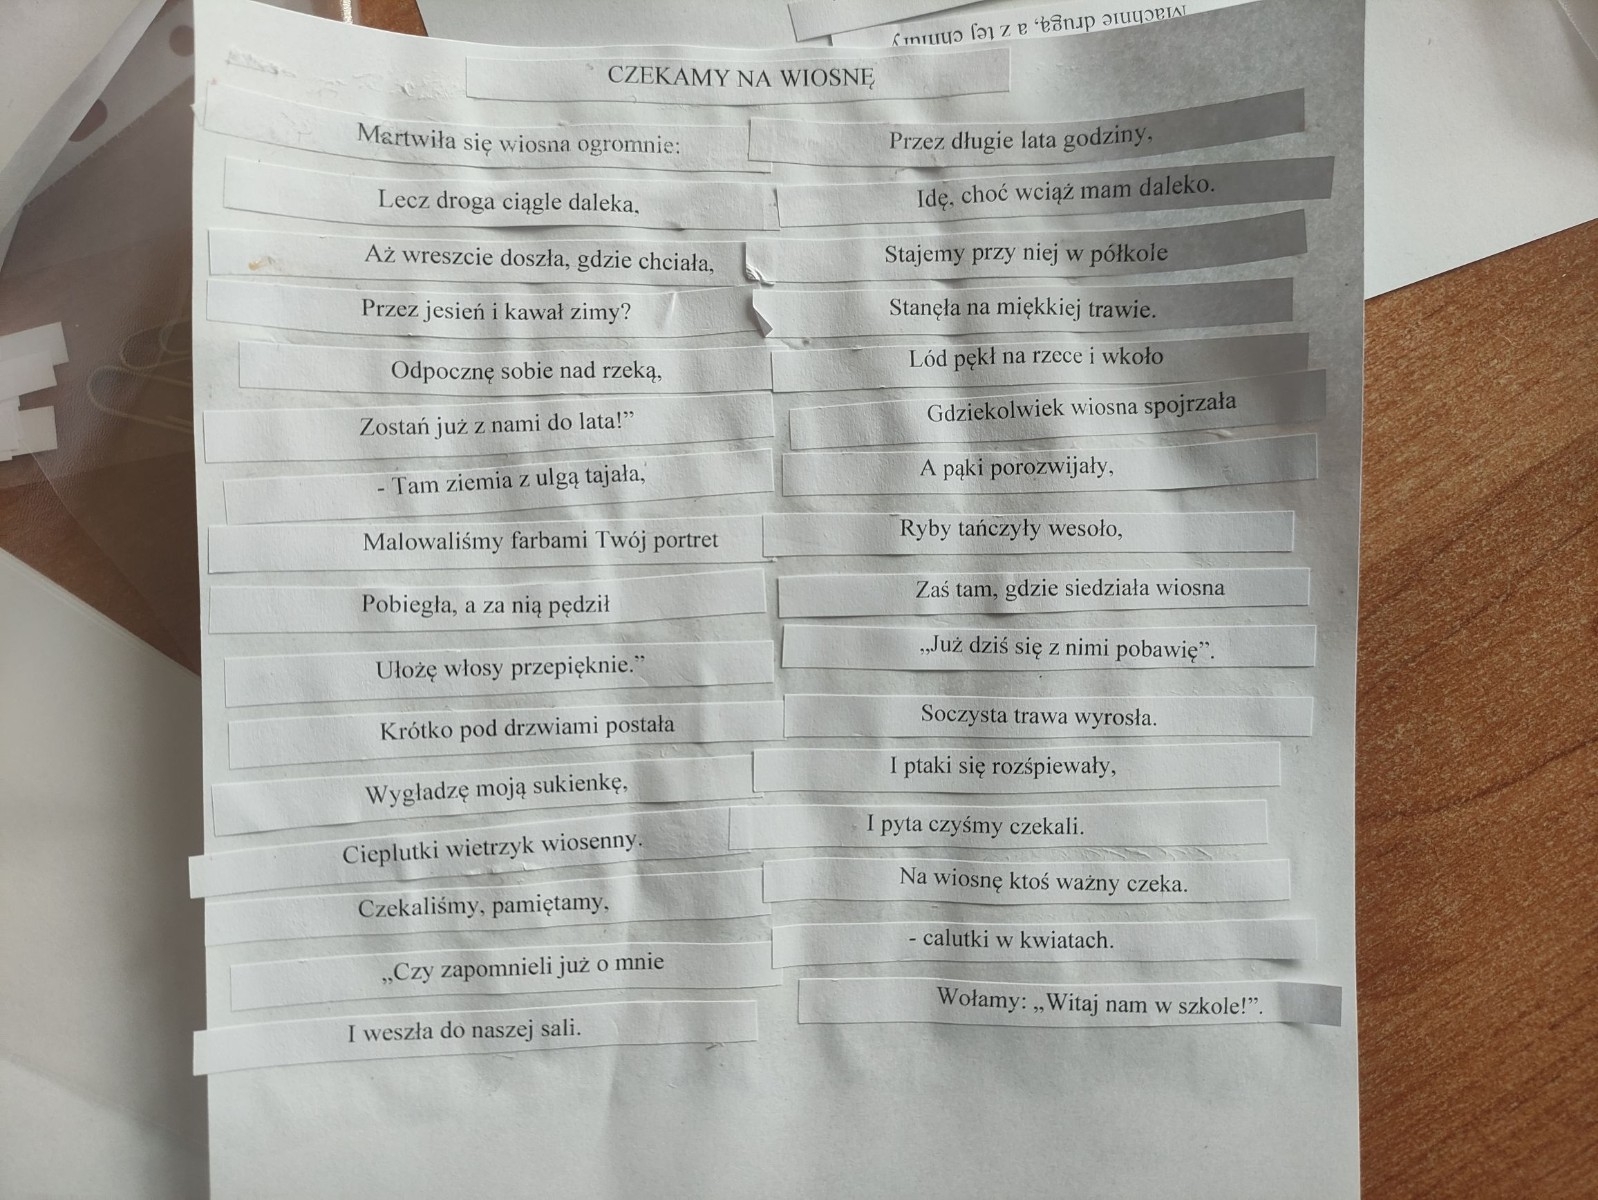 Machnie drugą, a z tej chmury
CZEKAMY NA WIOSNĘ
Martwiła się wiosna ogromnie:
Lecz droga ciągle daleka,
Aż wreszcie doszła, gdzie chciała,
Przez jesień i kawał zimy?
Odpocznę sobie nad rzeką,
Zostań już z nami do lata!”
- Tam ziemia z ulgą tajała,
Malowaliśmy farbami Twój portret
Pobiegła, a za nią pędził
Ułożę włosy przepięknie.”
Krótko pod drzwiami postała
Wygładzę moją sukienkę,
Cieplutki wietrzyk wiosenny.
Czekaliśmy, pamiętamy,
„Czy zapomnieli już o mnie
I weszła do naszej sali.
Przez długie lata godziny,
Idę, choć wciąż mam daleko.
Stajemy przy niej w półkole
Stanęła na miękkiej trawie.
Lód pękł na rzece i wkoło
Gdziekolwiek wiosna spojrzała
A pąki porozwijały,
Ryby tańczyły wesoło,
Zaś tam, gdzie siedziała wiosna
„Już dziś się z nimi pobawię”.
Soczysta trawa wyrosła.
I ptaki się rozśpiewały,
I pyta czyśmy czekali.
Na wiosnę ktoś ważny czeka.
- calutki w kwiatach.
Wołamy: „Witaj nam w szkole!”.